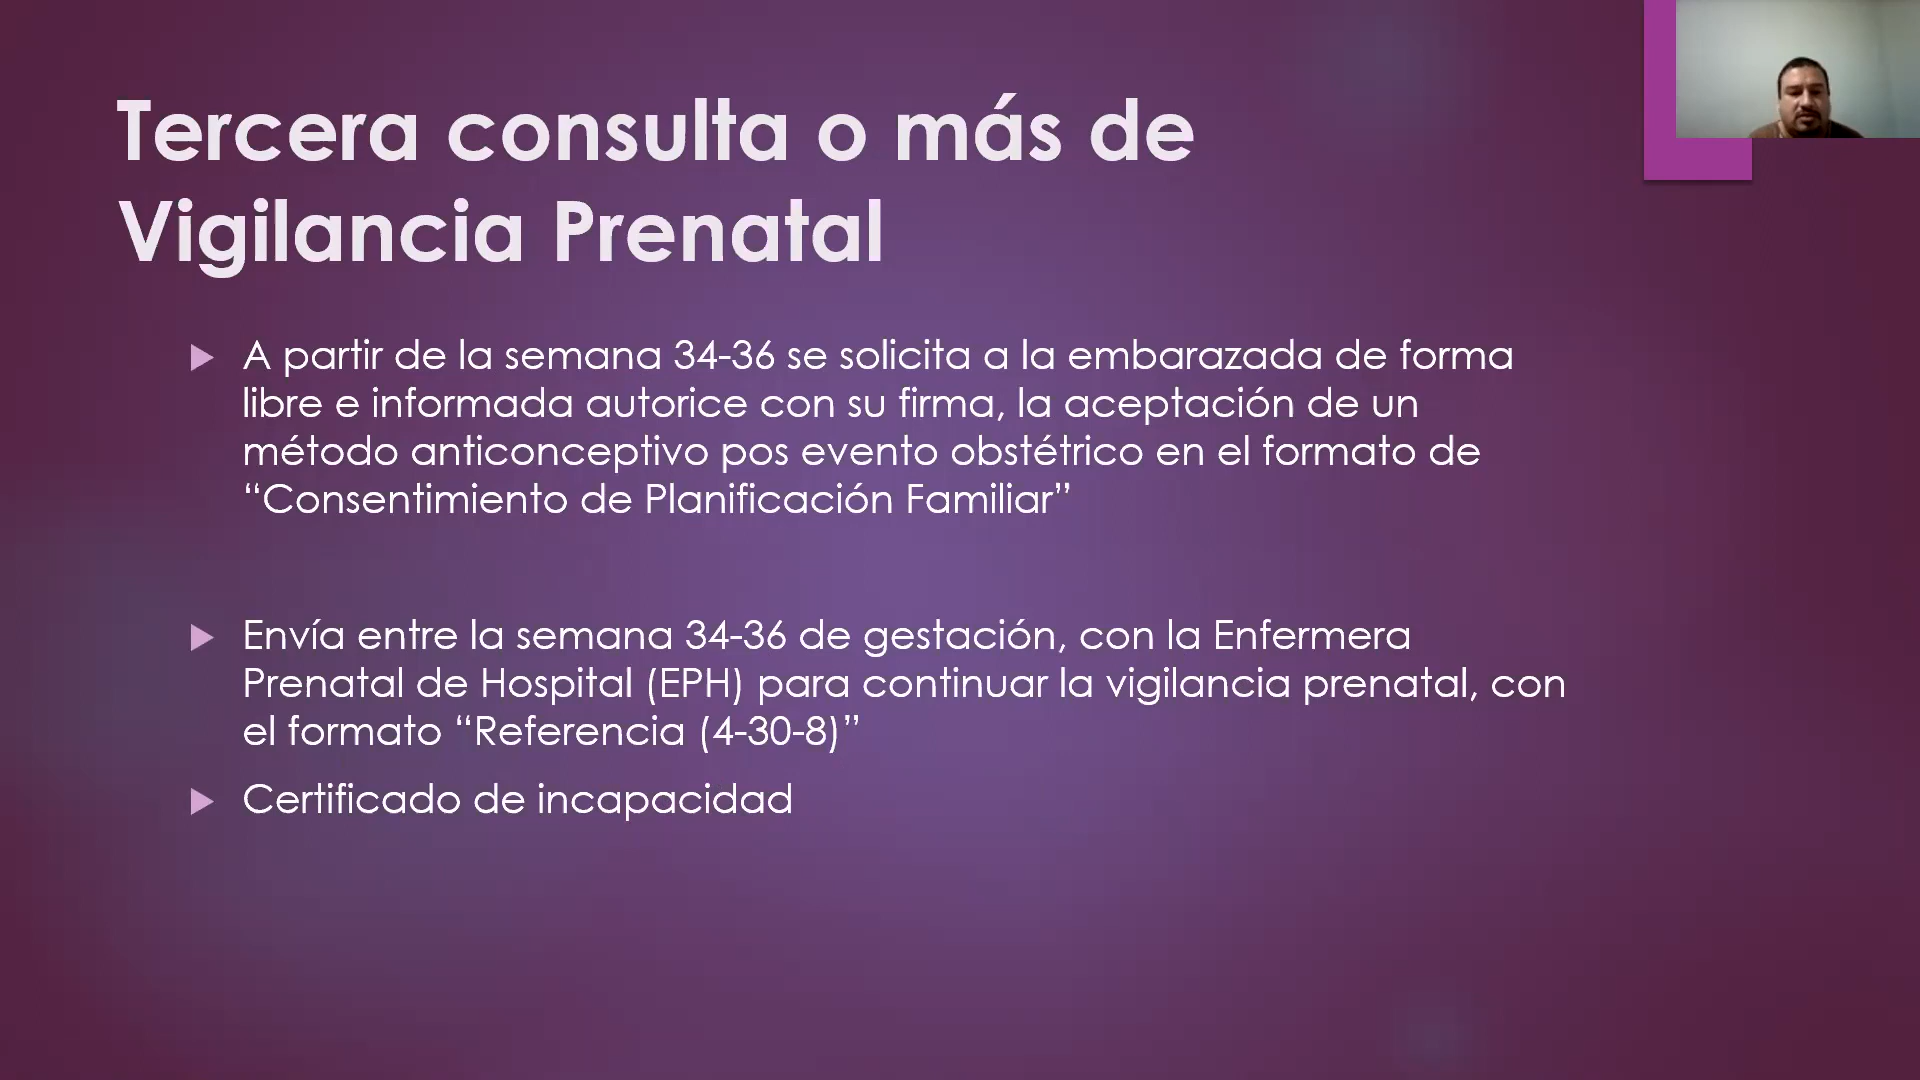 Tercera consulta o más de
Vigilancia Prenatal
A partir de la semana 34-36 se solicita a la embarazada de forma
libre e informada autorice con su firma, la aceptación de un
método anticonceptivo pos evento obstétrico en el formato de
“Consentimiento de Planificación Familiar”
Envía entre la semana 34-36 de gestación, con la Enfermera
Prenatal de Hospital (EPH) para continuar la vigilancia prenatal, con
el formato “Referencia (4-30-8)”
Certificado de incapacidad